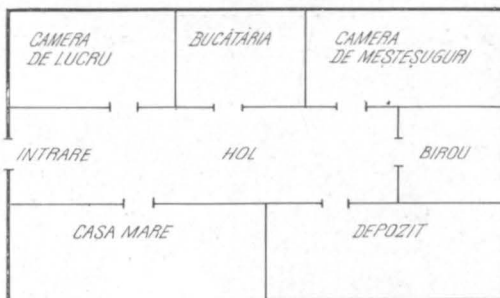 CAMERA
DE LUCRU
BUCĂTĂRIA
CAMERA
DE MEȘTEȘUGURI
INTRARE
HOL
BIROU
CASA MARE
DEPOZIT